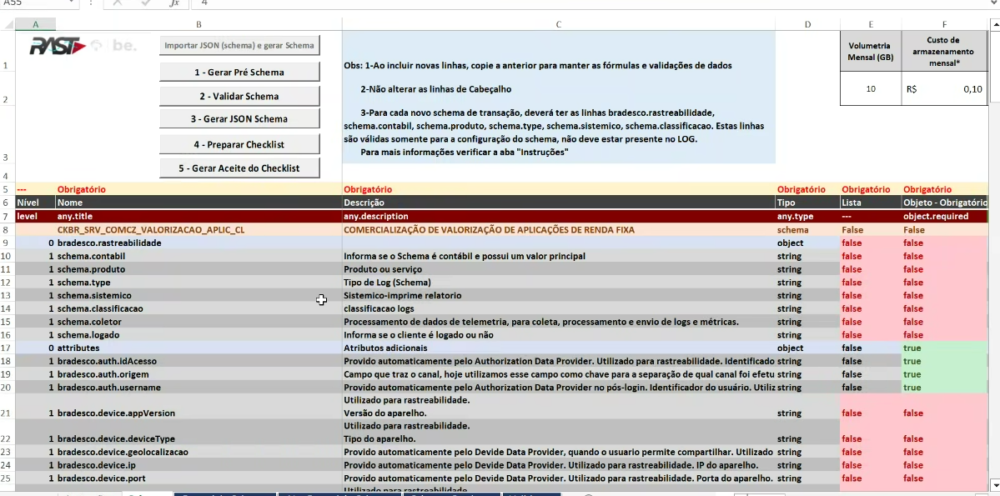 A55 fx 4
A B C D E F
RAST be.
Importar JSON (schema) e gerar Schema
1 - Gerar Pré Schema
2 - Validar Schema
3 - Gerar JSON Schema
4 - Preparar Checklist
5 - Gerar Aceite do Checklist
Obs: 1-Ao incluir novas linhas, copie a anterior para manter as fórmulas e validações de dados
2-Não alterar as linhas de Cabeçalho
3-Para cada novo schema de transação, deverá ter as linhas bradesco.rastreabilidade,
schema.contabil, schema.produto, schema.type, schema.sistemico, schema.classificacao. Estas linhas
são válidas somente para a configuração do schema, não deve estar presente no LOG.
Para mais informações verificar a aba "Instruções"
Volumetria
Mensal (GB)
Custo de
armazenamento
mensal*
10 R$ 0,10
1
2
3
4
5 --- Obrigatório Obrigatório Obrigatório Obrigatório Obrigatório
6 Nível Nome Descrição Tipo Lista Objeto - Obrigatório
7 level any.title any.description any.type --- object.required
8 CKBR_SRV_COMCZ_VALORIZACAO_APLIC_CL COMERCIALIZAÇÃO DE VALORIZAÇÃO DE APLICAÇÕES DE RENDA FIXA schema False False
9 0 bradesco.rastreabilidade object false false
10 1 schema.contabil Informa se o Schema é contábil e possui um valor principal string false false
11 1 schema.produto Produto ou serviço string false false
12 1 schema.type Tipo de Log (Schema) string false false
13 1 schema.sistemico Sistemico-imprime relatorio string false false
14 1 schema.classificacao classificacao logs string false false
15 1 schema.coletor Processamento de dados de telemetria, para coleta, processamento e envio de logs e métricas. string false false
16 1 schema.logado Informa se o cliente é logado ou não string false false
17 0 attributes Atributos adicionais object false true
18 1 bradesco.auth.idAcesso Provido automaticamente pelo Authorization Data Provider. Utilizado para rastreabilidade. Identificado string false true
19 1 bradesco.auth.origem Campo que traz o canal, hoje utilizamos esse campo como chave para a separação de qual canal foi efetu string false true
20 1 bradesco.auth.username Provido automaticamente pelo Authorization Data Provider no pós-login. Identificador do usuário. Utiliz string false true
Utilizado para rastreabilidade.
21 1 bradesco.device.appVersion Versão do aparelho. string false false
Utilizado para rastreabilidade.
22 1 bradesco.device.deviceType Tipo do aparelho. string false false
23 1 bradesco.device.geolocalizacao Provido automaticamente pelo Devide Data Provider, quando o usuario permite compartilhar. Utilizado string false false
24 1 bradesco.device.ip Provido automaticamente pelo Devide Data Provider. Utilizado para rastreabilidade. IP do aparelho. string false false
25 1 bradesco.device.port Provido automaticamente pelo Devide Data Provider. Utilizado para rastreabilidade. Porta do aparelho. string false false
Utilizado para rastreabilidade.